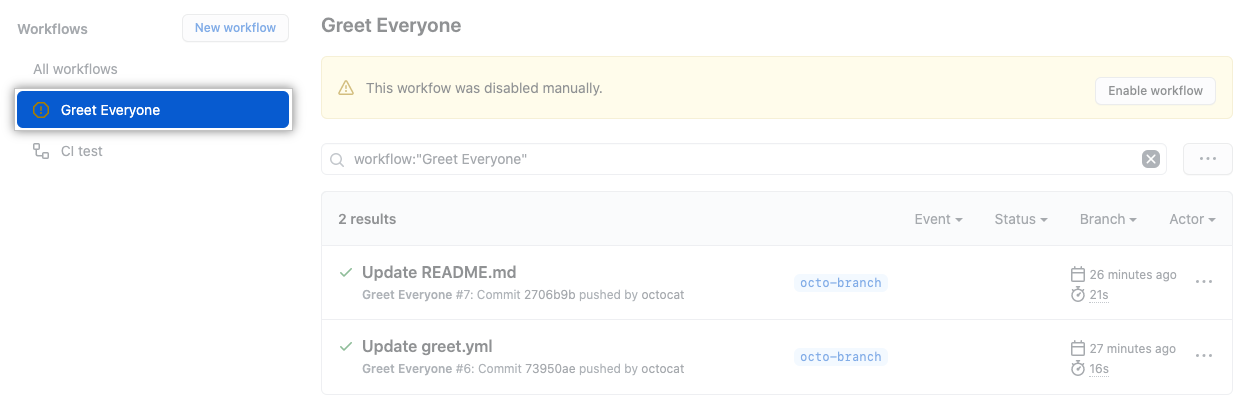 Workflows
New workflow
All workflows
Greet Everyone
CI test
Greet Everyone
This workfow was disabled manually.
Enable workflow
workflow:"Greet Everyone"
2 results
Event
Status
Branch
Actor
Update README.md
octo-branch
26 minutes ago
Greet Everyone #7: Commit 2706b9b pushed by octocat
21s
Update greet.yml
octo-branch
27 minutes ago
Greet Everyone #6: Commit 73950ae pushed by octocat
16s